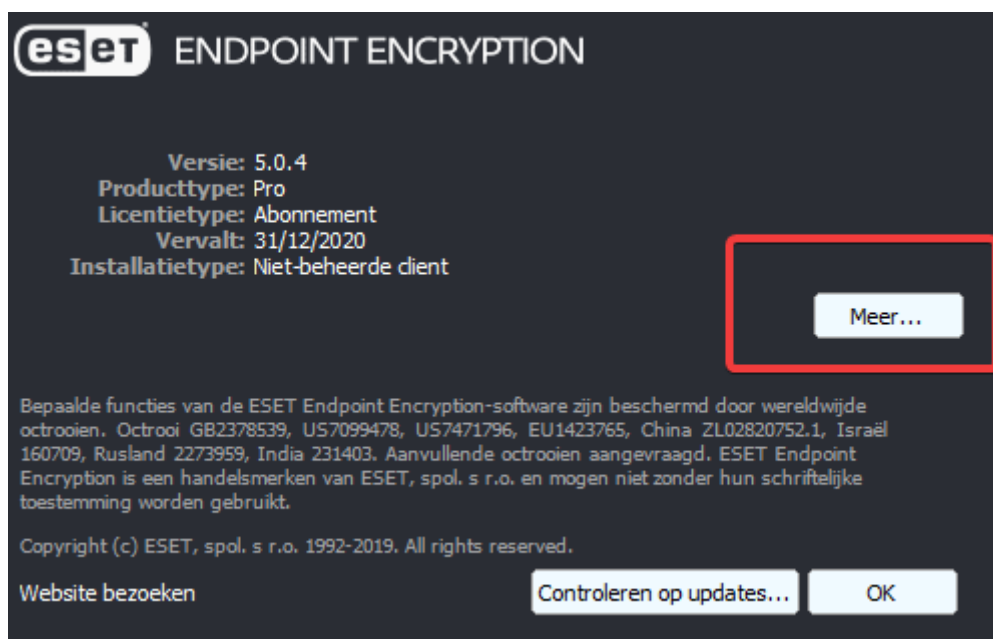 eset ENDPOINT ENCRYPTION
Versie: 5.0.4
Producttype: Pro
Licentietype: Abonnement
Vervalt: 31/12/2020
Installatietype: Niet-beheerde client
Meer...
Bepaalde functies van de ESET Endpoint Encryption-software zijn beschermd door wereldwijde
octrooien. Octrooi GB2378539, US7099478, US7471796, EU1423765, China ZL02820752.1, Israël
160709, Rusland 2273959, India 231403. Aanvullende octrooien aangevraagd. ESET Endpoint
Encryption is een handelsmerken van ESET, spol. s r.o. en mogen niet zonder hun schriftelijke
toestemming worden gebruikt.
Copyright (c) ESET, spol. s r.o. 1992-2019. All rights reserved.
Website bezoeken Controleren op updates... OK